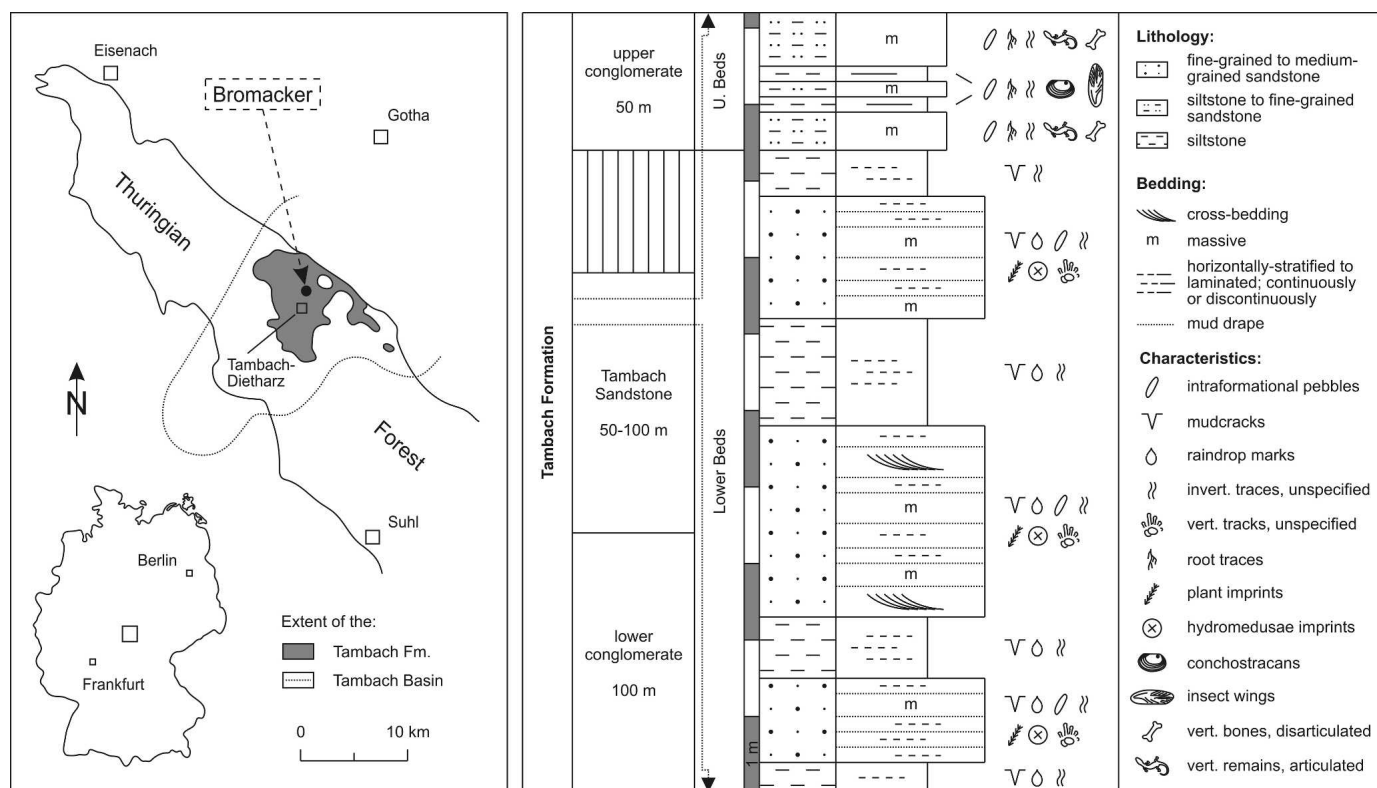 Eisenach
Bromacker
Gotha
Thuringian
Tambach-
Dietharz
N
Forest
Suhl
Berlin
Frankfurt
Extent of the:
Tambach Fm.
Tambach Basin
0 10 km
Tambach Formation
upper
conglomerate
50 m
Tambach
Sandstone
50-100 m
lower
conglomerate
100 m
U. Beds
Lower Beds
1 m
m
m
m
m
m
m
m
m
Lithology:
fine-grained to medium-
grained sandstone
siltstone to fine-grained
sandstone
siltstone
Bedding:
cross-bedding
m massive
horizontally-stratified to
laminated; continuously
or discontinuously
mud drape
Characteristics:
intraformational pebbles
mudcracks
raindrop marks
invert. traces, unspecified
vert. tracks, unspecified
root traces
plant imprints
hydromedusae imprints
conchostracans
insect wings
vert. bones, disarticulated
vert. remains, articulated